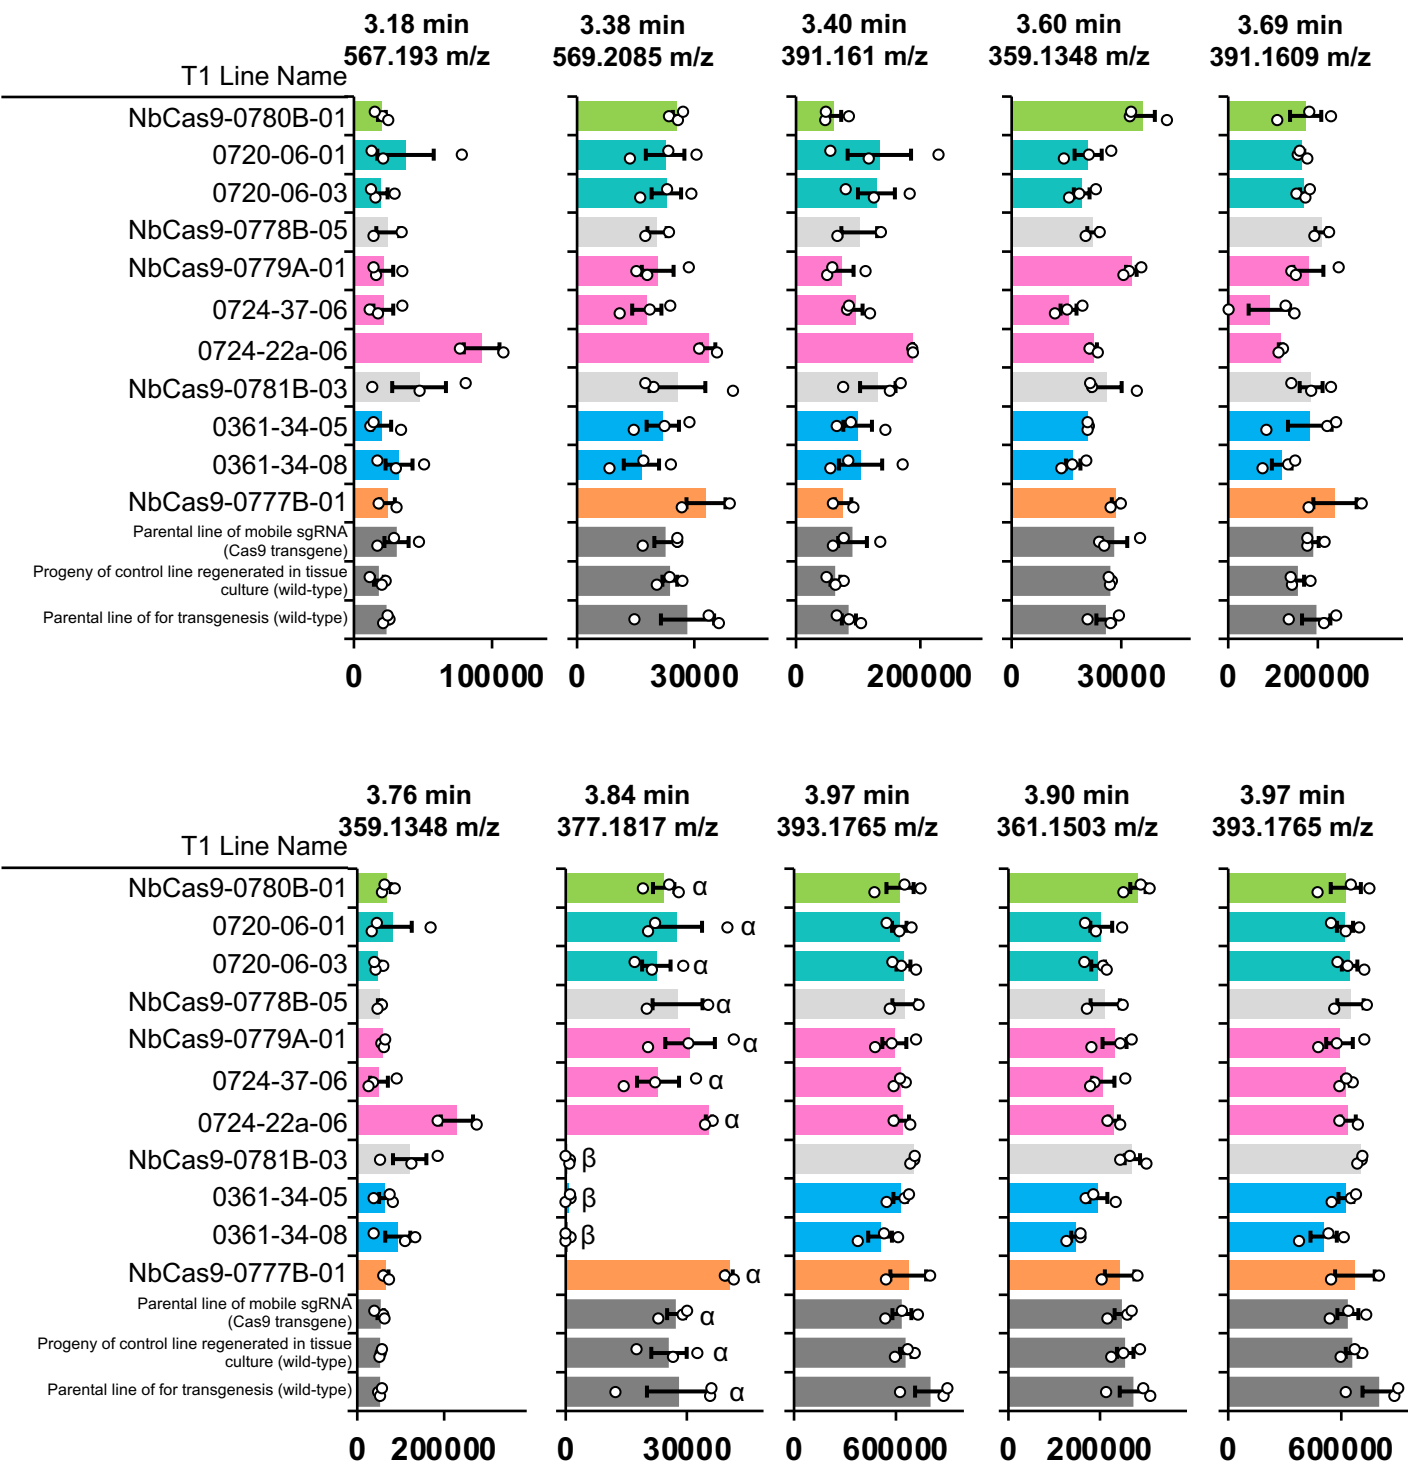 3.18 min 3.38 min 3.40 min 3.60 min 3.69 min
567.193 m/z 569.2085 m/z 391.161 m/z 359.1348 m/z 391.1609 m/z
T1 Line Name
NbCas9-0780B-01
0720-06-01
0720-06-03
NbCas9-0778B-05
NbCas9-0779A-01
0724-37-06
0724-22a-06
NbCas9-0781B-03
0361-34-05
0361-34-08
NbCas9-0777B-01
Parental line of mobile sgRNA
(Cas9 transgene)
Progeny of control line regenerated in tissue
culture (wild-type)
Parental line of for transgenesis (wild-type)
0 100000 0 30000 0 200000 0 30000 0 2000000
3.76 min 3.84 min 3.97 min 3.90 min 3.97 min
359.1348 m/z 377.1817 m/z 393.1765 m/z 361.1503 m/z 393.1765 m/z
T1 Line Name
NbCas9-0780B-01 α
0720-06-01 α
0720-06-03 α
NbCas9-0778B-05 α
NbCas9-0779A-01 α
0724-37-06 α
0724-22a-06 α
NbCas9-0781B-03 β
0361-34-05 β
0361-34-08 β
NbCas9-0777B-01 α
Parental line of mobile sgRNA
(Cas9 transgene) α
Progeny of control line regenerated in tissue
culture (wild-type) α
Parental line of for transgenesis (wild-type) α
0 200000 0 30000 0 6000000 0 2000000 0 6000000